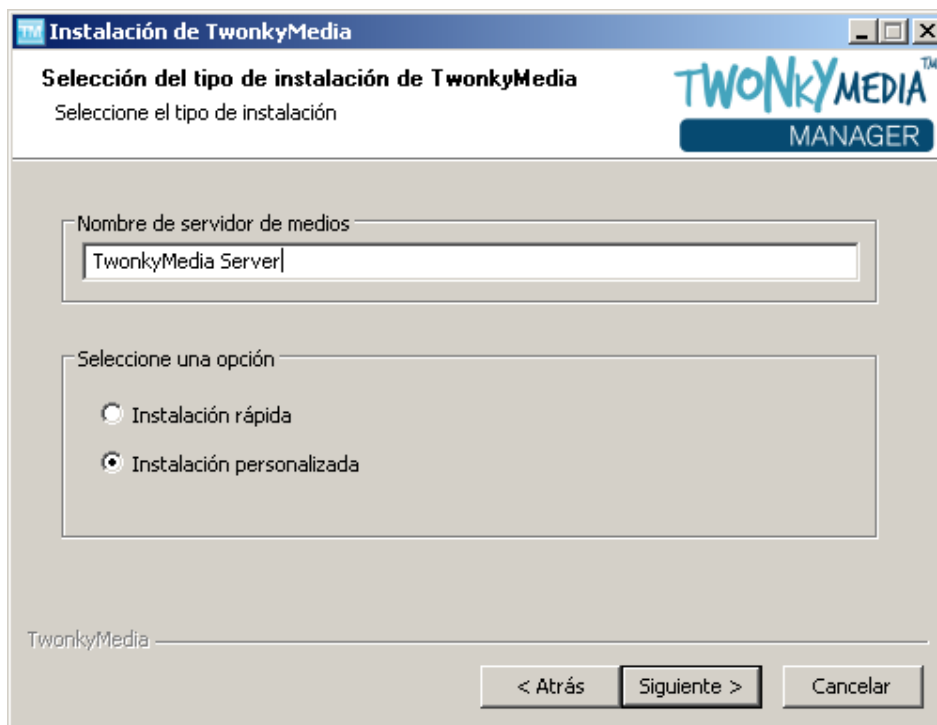 TM Instalación de TwonkyMedia
Selección del tipo de instalación de TwonkyMedia
Seleccione el tipo de instalación
TWONKYMEDIA™
MANAGER
Nombre de servidor de medios
TwonkyMedia Server
Seleccione una opción
Instalación rápida
Instalación personalizada
TwonkyMedia
< Atrás Siguiente > Cancelar